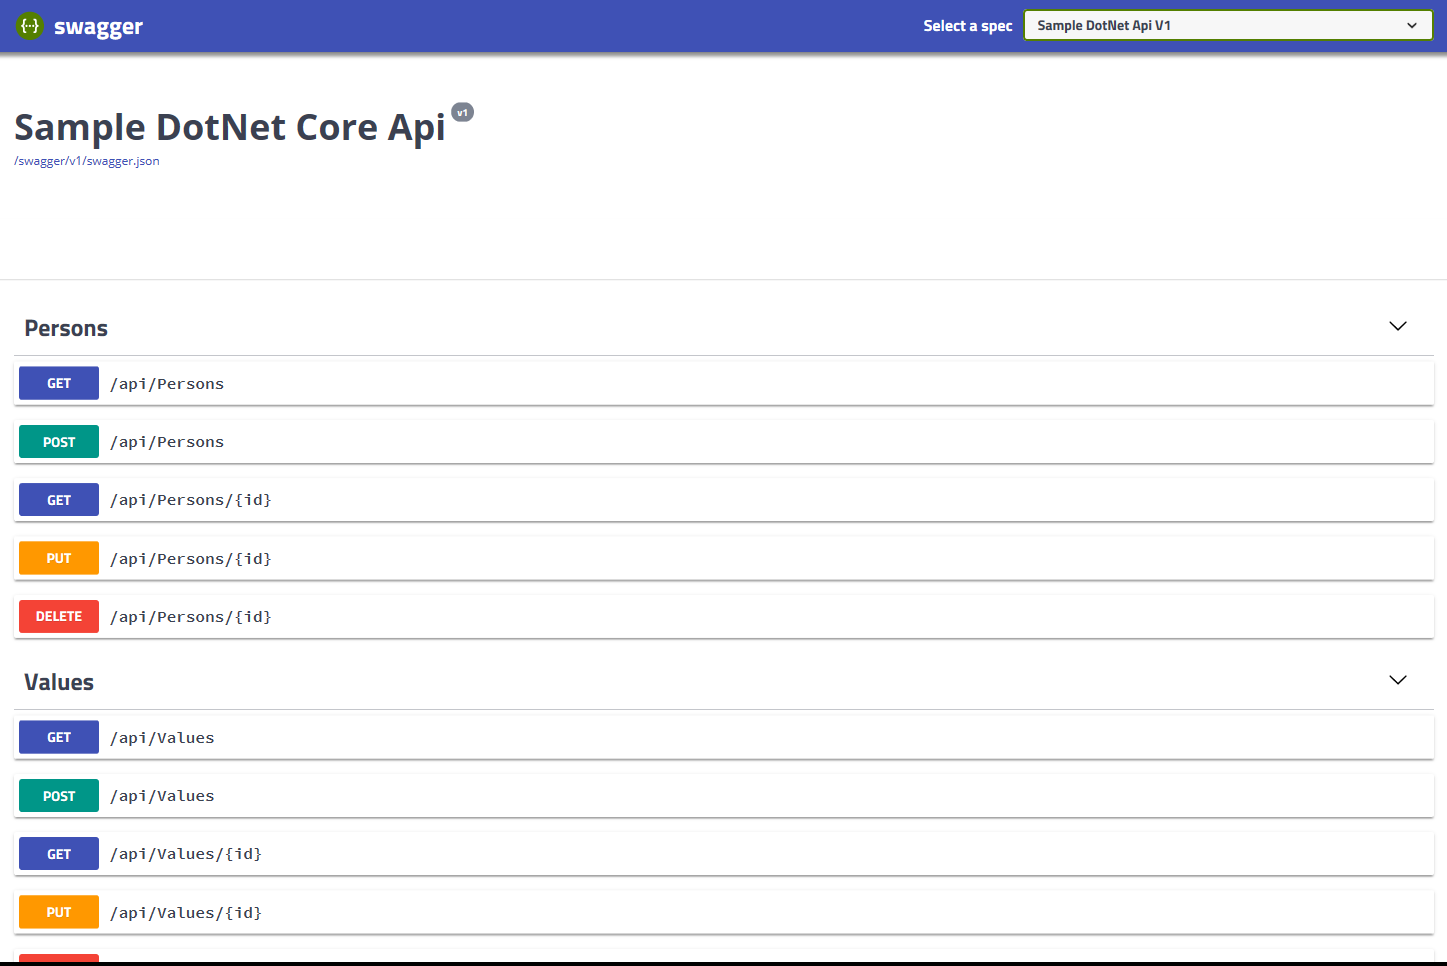 {···} swagger
Select a spec
Sample DotNet Api V1
Sample DotNet Core Api v1
/swagger/v1/swagger.json
Persons
GET /api/Persons
POST /api/Persons
GET /api/Persons/{id}
PUT /api/Persons/{id}
DELETE /api/Persons/{id}
Values
GET /api/Values
POST /api/Values
GET /api/Values/{id}
PUT /api/Values/{id}